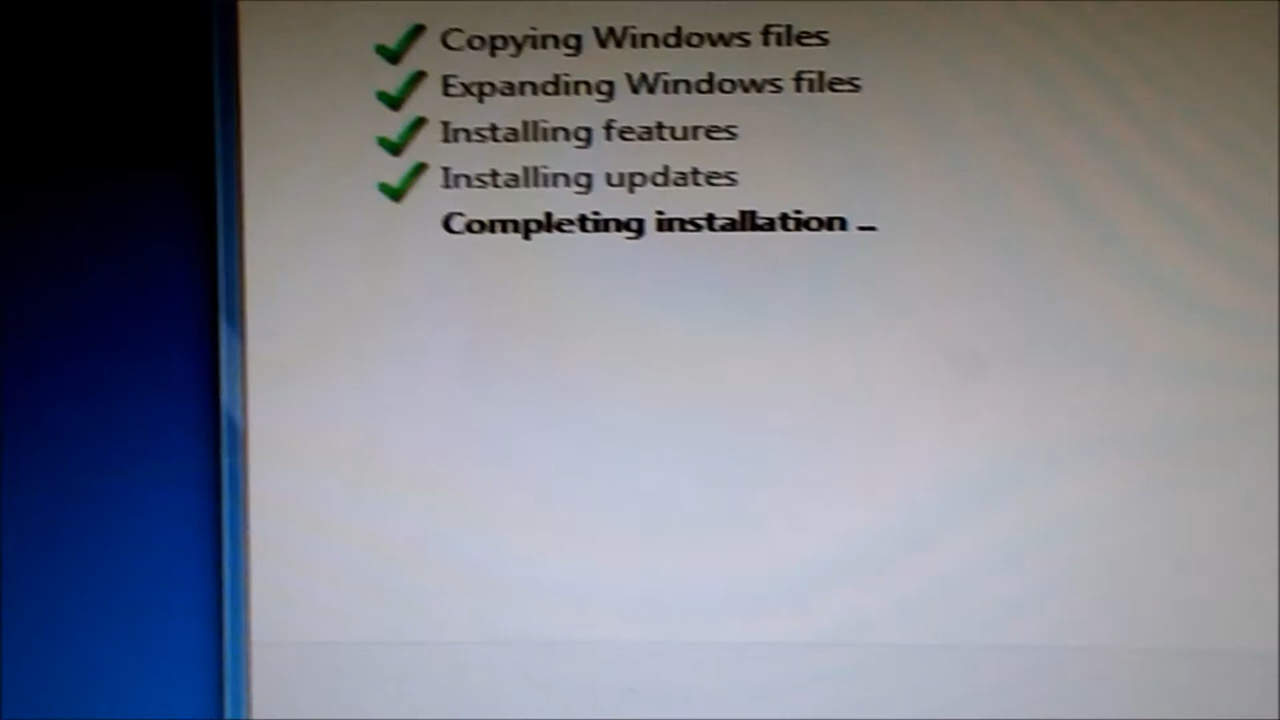 Copying Windows files
Expanding Windows files
Installing features
Installing updates
Completing installation ...